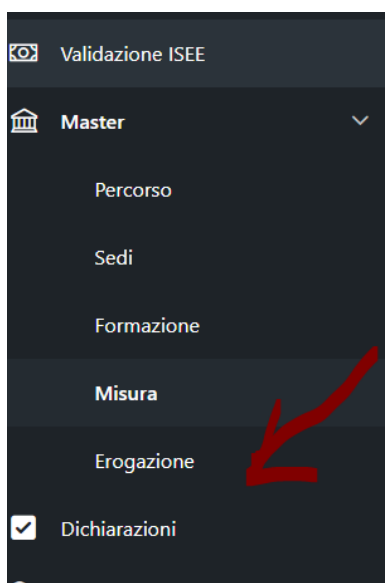 Validazione ISEE
Master
Percorso
Sedi
Formazione
Misura
Erogazione
Dichiarazioni